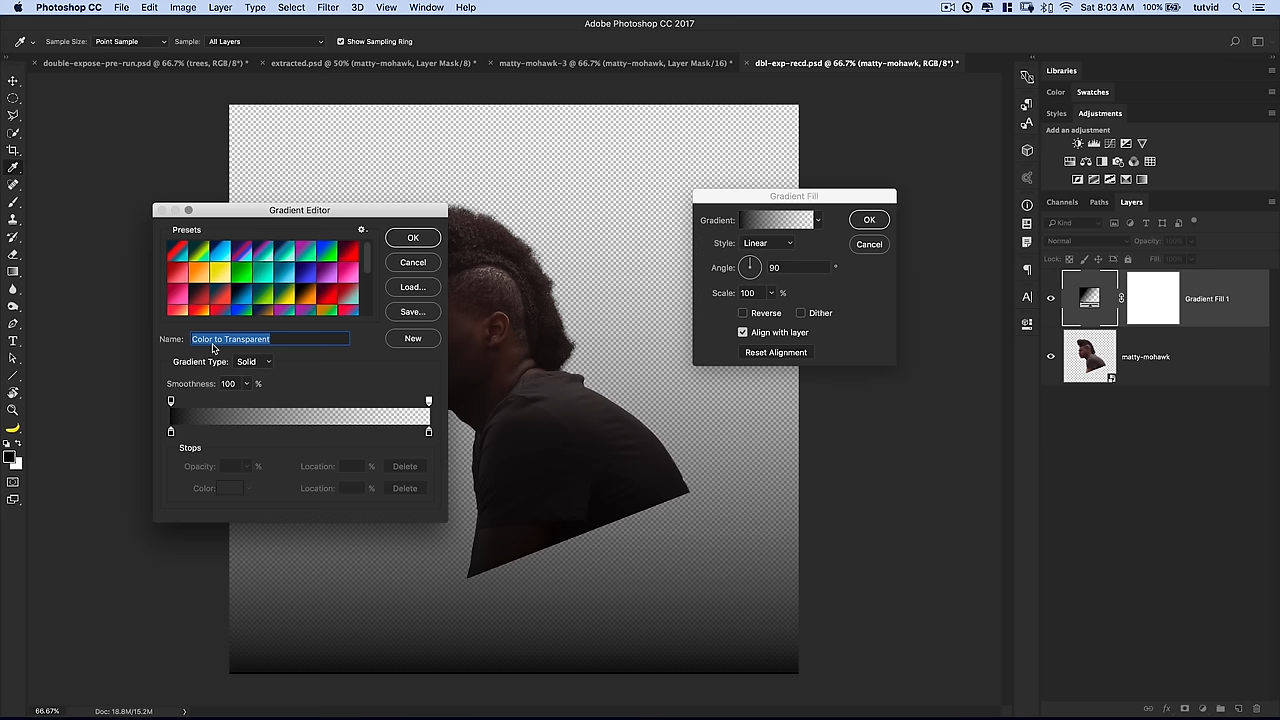 Photoshop CC File Edit Image Layer Type Select Filter 3D View Window Help 100% Sat 8:03 AM tutvid
Adobe Photoshop CC 2017
Sample Size: Point Sample Sample: All Layers Show Sampling Ring
double-expose-pre-run.psd @ 66.7% (trees, RGB/8*) * extracted.psd @ 50% (matty-mohawk, Layer Mask/8) * matty-mohawk-3 @ 66.7% (matty-mohawk, Layer Mask/16) * dbl-exp-recd.psd @ 66.7% (matty-mohawk, RGB/8*) *
Gradient Editor
Presets
OK
Cancel
Load...
Save...
Name: Color to Transparent New
Gradient Type: Solid
Smoothness: 100 %
Stops
Opacity: % Location: % Delete
Color: Location: % Delete
Gradient Fill
Gradient: OK
Style: Linear Cancel
Angle: 90 °
Scale: 100 %
Reverse Dither
Align with layer
Reset Alignment
Libraries
Color Swatches
Styles Adjustments
Add an adjustment
Channels Paths Layers
Kind
Normal Opacity: 100%
Lock: Fill: 100%
Gradient Fill 1
matty-mohawk
66.67% Doc: 18.8M/15.2M